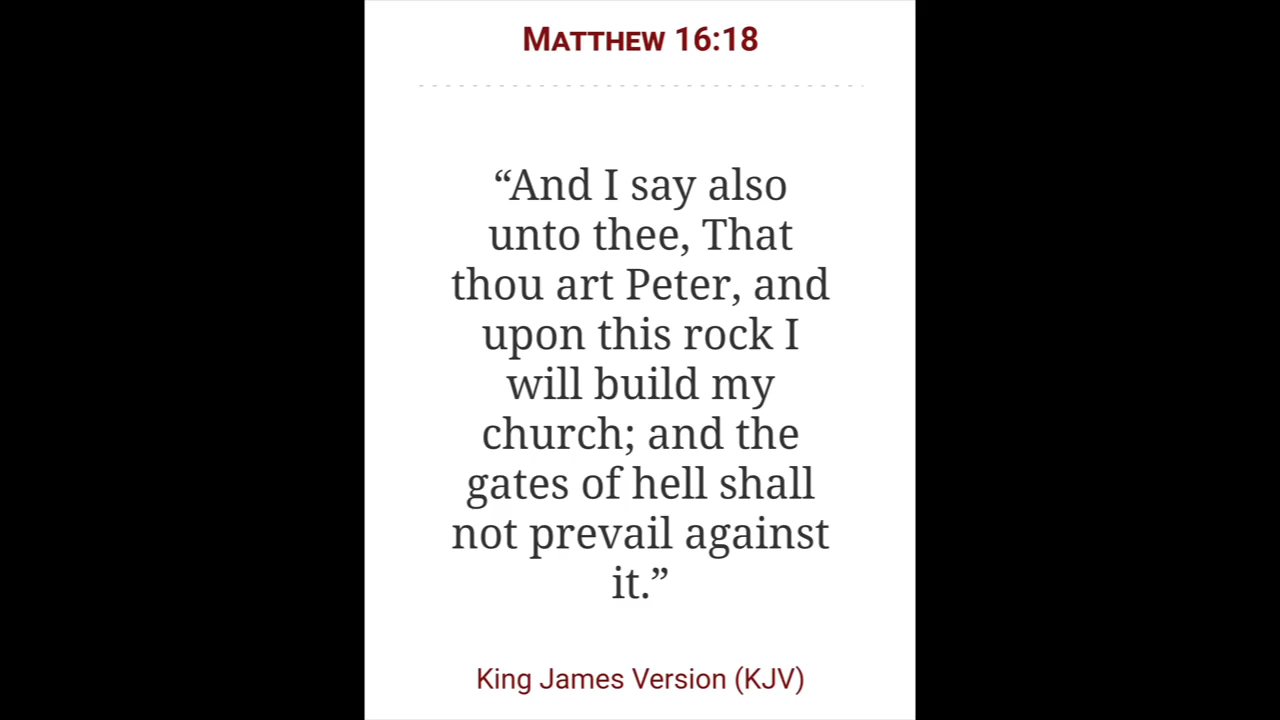 Matthew 16:18
“And I say also
unto thee, That
thou art Peter, and
upon this rock I
will build my
church; and the
gates of hell shall
not prevail against
it.”
King James Version (KJV)